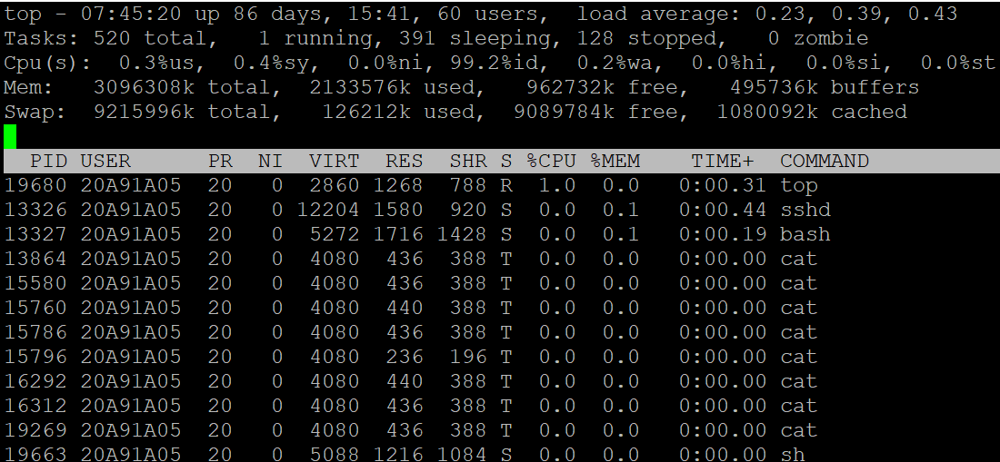 top - 07:45:20 up 86 days, 15:41, 60 users,  load average: 0.23, 0.39, 0.43
Tasks: 520 total,   1 running, 391 sleeping, 128 stopped,   0 zombie
Cpu(s):  0.3%us,  0.4%sy,  0.0%ni, 99.2%id,  0.2%wa,  0.0%hi,  0.0%si,  0.0%st
Mem:   3096308k total,  2133576k used,   962732k free,   495736k buffers
Swap:  9215996k total,   126212k used,  9089784k free,  1080092k cached
  PID USER      PR  NI  VIRT  RES  SHR S %CPU %MEM    TIME+  COMMAND
19680 20A91A05  20   0  2860 1268  788 R  1.0  0.0   0:00.31 top
13326 20A91A05  20   0 12204 1580  920 S  0.0  0.1   0:00.44 sshd
13327 20A91A05  20   0  5272 1716 1428 S  0.0  0.1   0:00.19 bash
13864 20A91A05  20   0  4080  436  388 T  0.0  0.0   0:00.00 cat
15580 20A91A05  20   0  4080  436  388 T  0.0  0.0   0:00.00 cat
15760 20A91A05  20   0  4080  440  388 T  0.0  0.0   0:00.00 cat
15786 20A91A05  20   0  4080  436  388 T  0.0  0.0   0:00.00 cat
15796 20A91A05  20   0  4080  236  196 T  0.0  0.0   0:00.00 cat
16292 20A91A05  20   0  4080  440  388 T  0.0  0.0   0:00.00 cat
16312 20A91A05  20   0  4080  436  388 T  0.0  0.0   0:00.00 cat
19269 20A91A05  20   0  4080  436  388 T  0.0  0.0   0:00.00 cat
19663 20A91A05  20   0  5088 1216 1084 S  0.0  0.0   0:00.00 sh